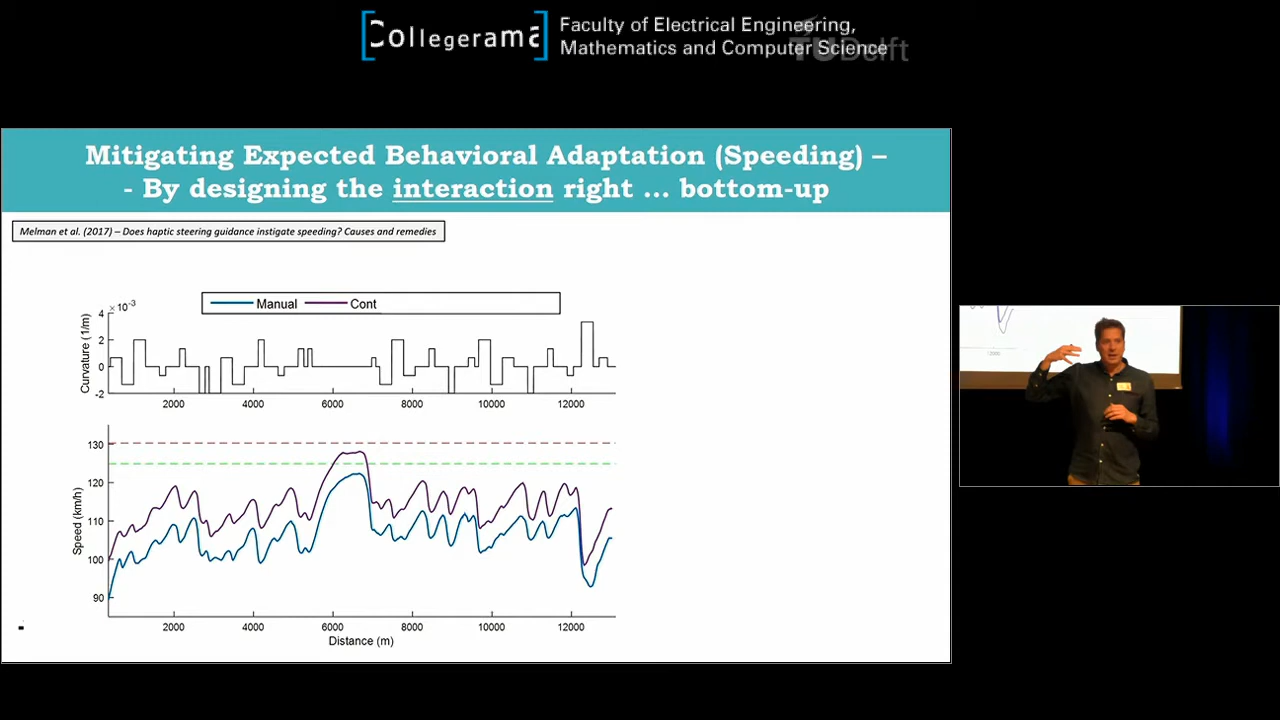 Collegerama
Faculty of Electrical Engineering,
Mathematics and Computer Science
TU Delft
Mitigating Expected Behavioral Adaptation (Speeding) –
- By designing the interaction right ... bottom-up
Melman et al. (2017) – Does haptic steering guidance instigate speeding? Causes and remedies
Manual Cont
×10-3
Curvature (1/m)
4
2
0
-2
2000 4000 6000 8000 10000 12000
Speed (km/h)
130
120
110
100
90
2000 4000 6000 8000 10000 12000
Distance (m)